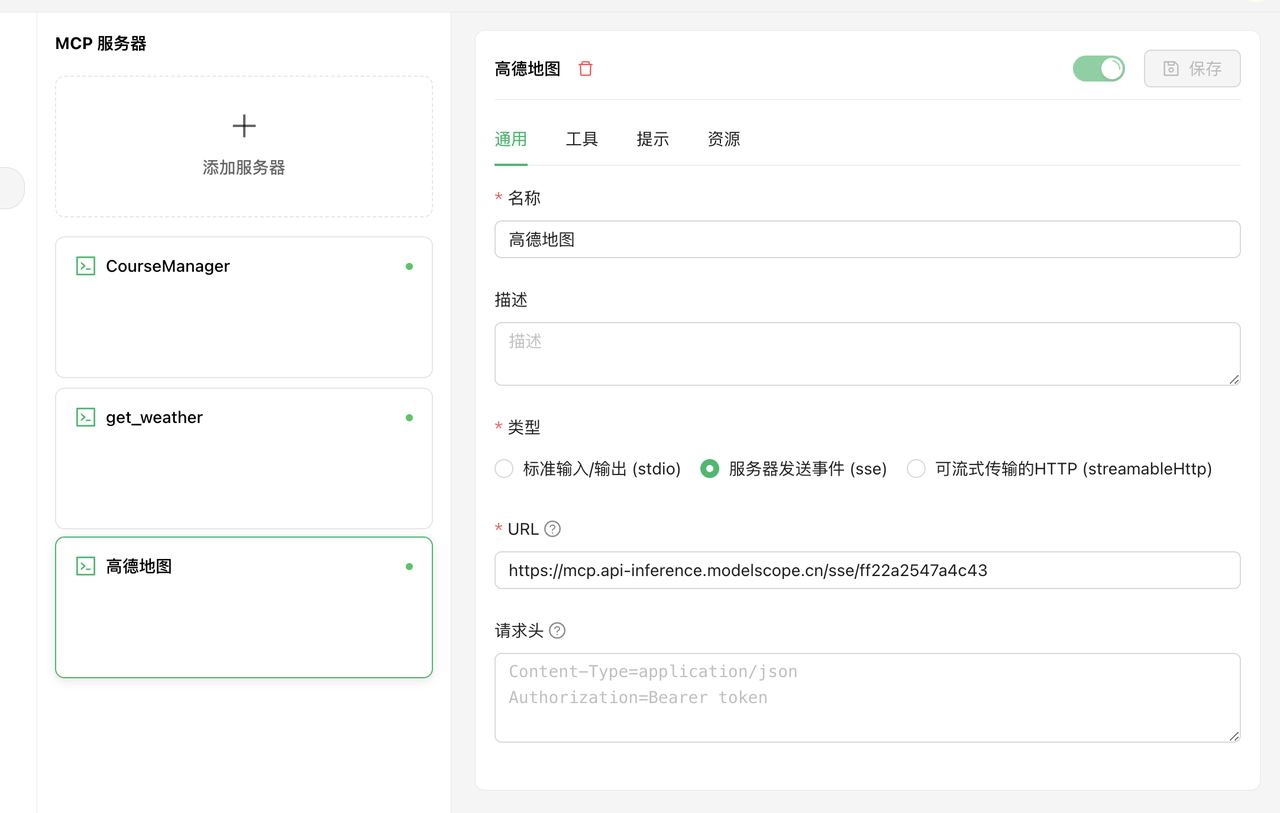 MCP 服务器
添加服务器
CourseManager
get_weather
高德地图
高德地图
保存
通用 工具 提示 资源
* 名称
高德地图
描述
描述
* 类型
标准输入/输出 (stdio) 服务器发送事件 (sse) 可流式传输的HTTP (streamableHttp)
* URL
https://mcp.api-inference.modelscope.cn/sse/ff22a2547a4c43
请求头
Content-Type=application/json
Authorization=Bearer token